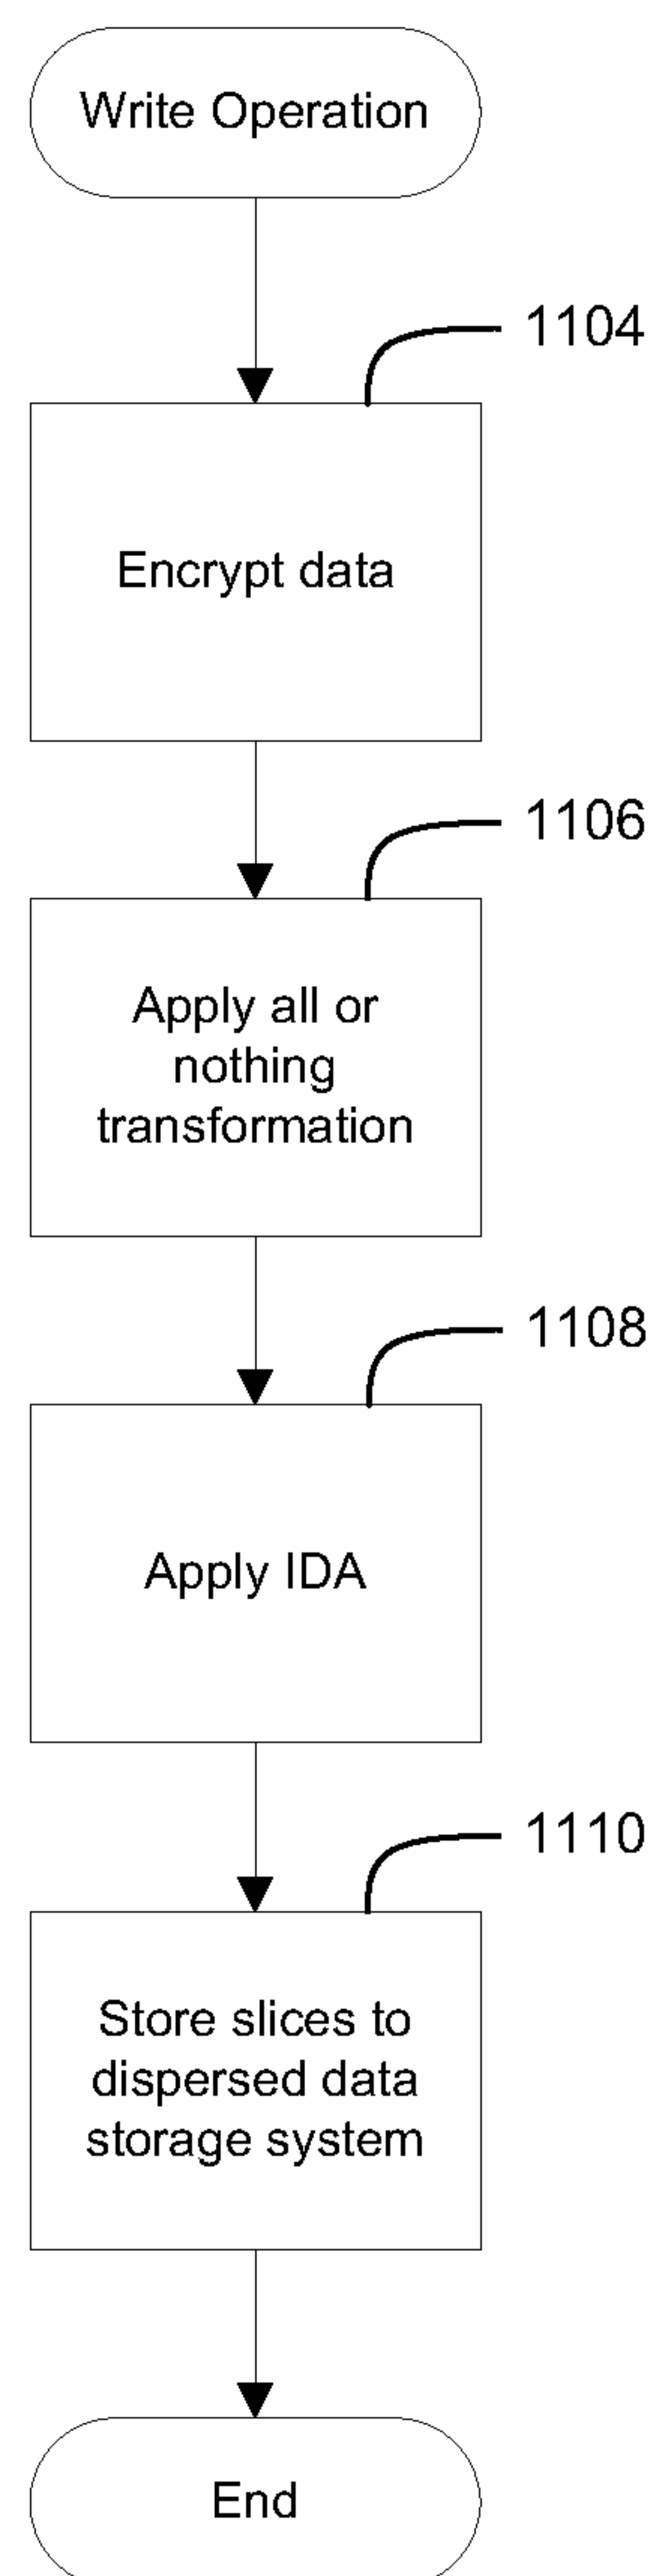 Write Operation
1104
Encrypt data
1106
Apply all or
nothing
transformation
1108
Apply IDA
1110
Store slices to
dispersed data
storage system
End